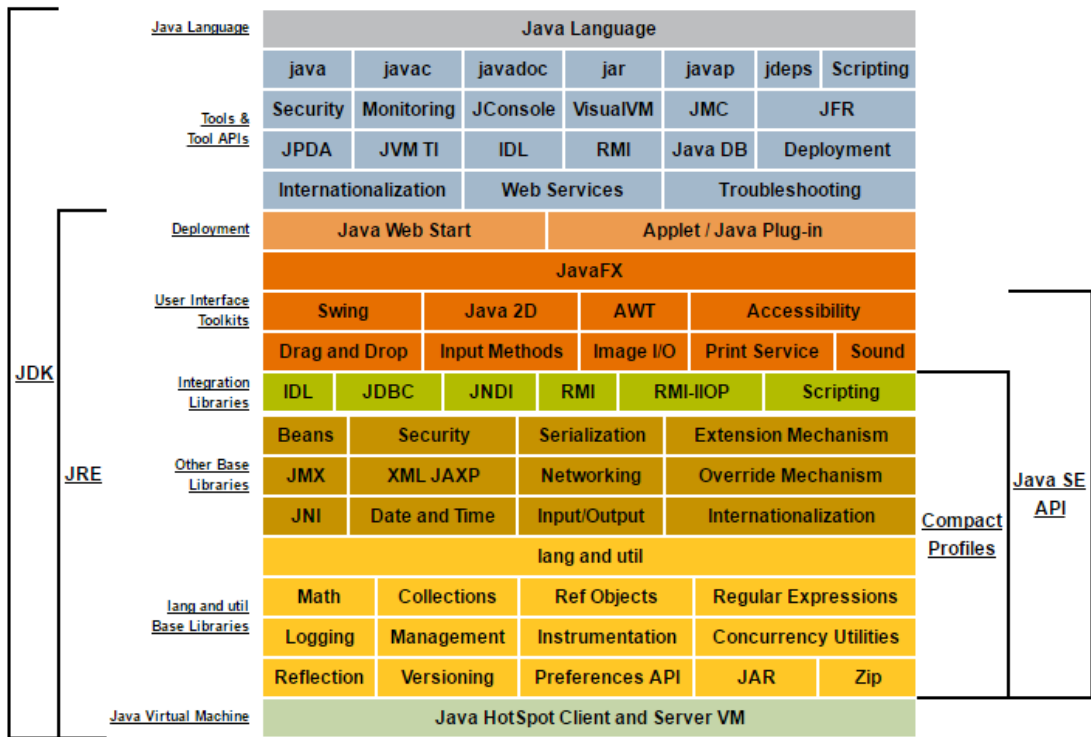 Java Language
Java Language
java javac javadoc jar javap jdeps Scripting
Security Monitoring JConsole VisualVM JMC JFR
Tools &
Tool APIs
JPDA JVM TI IDL RMI Java DB Deployment
Internationalization Web Services Troubleshooting
Deployment
Java Web Start Applet / Java Plug-in
JavaFX
User Interface
Toolkits
Swing Java 2D AWT Accessibility
Drag and Drop Input Methods Image I/O Print Service Sound
JDK
Integration
Libraries
IDL JDBC JNDI RMI RMI-IIOP Scripting
Beans Security Serialization Extension Mechanism
JRE
Other Base
Libraries
JMX XML JAXP Networking Override Mechanism
JNI Date and Time Input/Output Internationalization
Java SE
API
Compact
Profiles
lang and util
lang and util
Base Libraries
Math Collections Ref Objects Regular Expressions
Logging Management Instrumentation Concurrency Utilities
Reflection Versioning Preferences API JAR Zip
Java Virtual Machine
Java HotSpot Client and Server VM